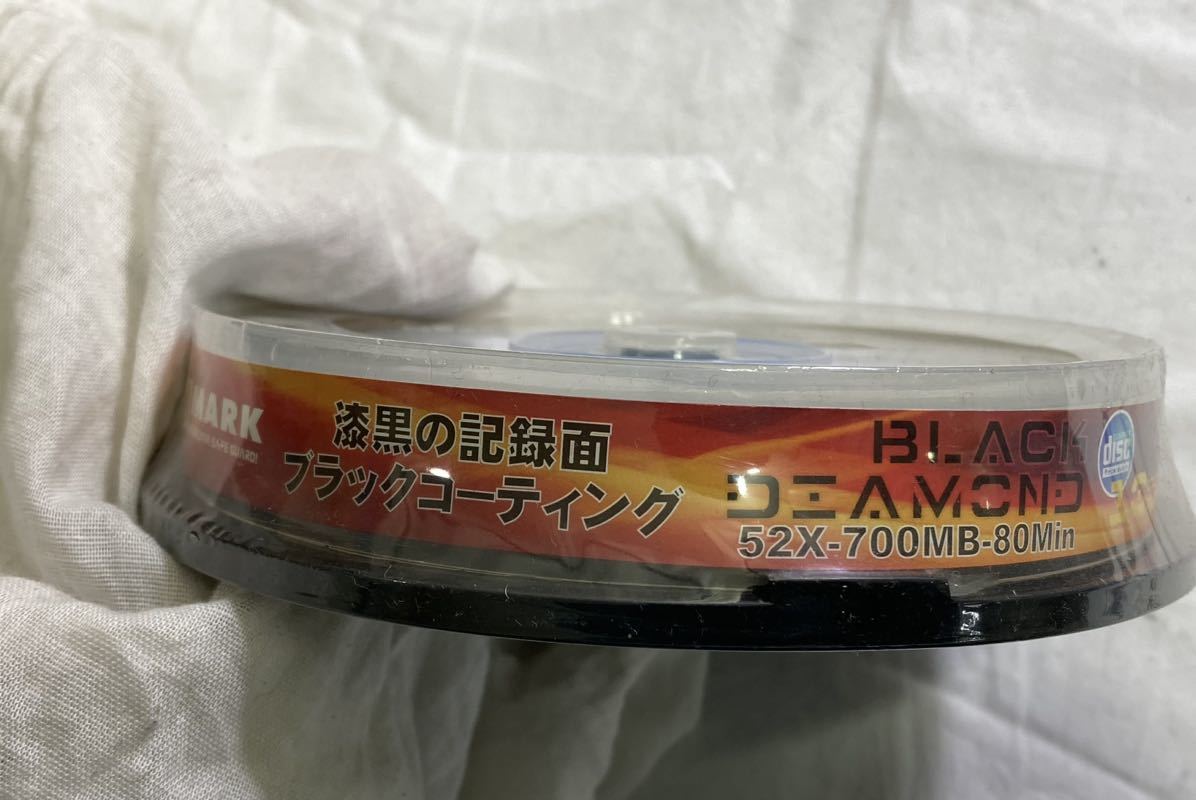 MARK
漆黒の記録面
ブラックコーティング
BLACK
DIAMOND
52X-700MB-80Min
disc